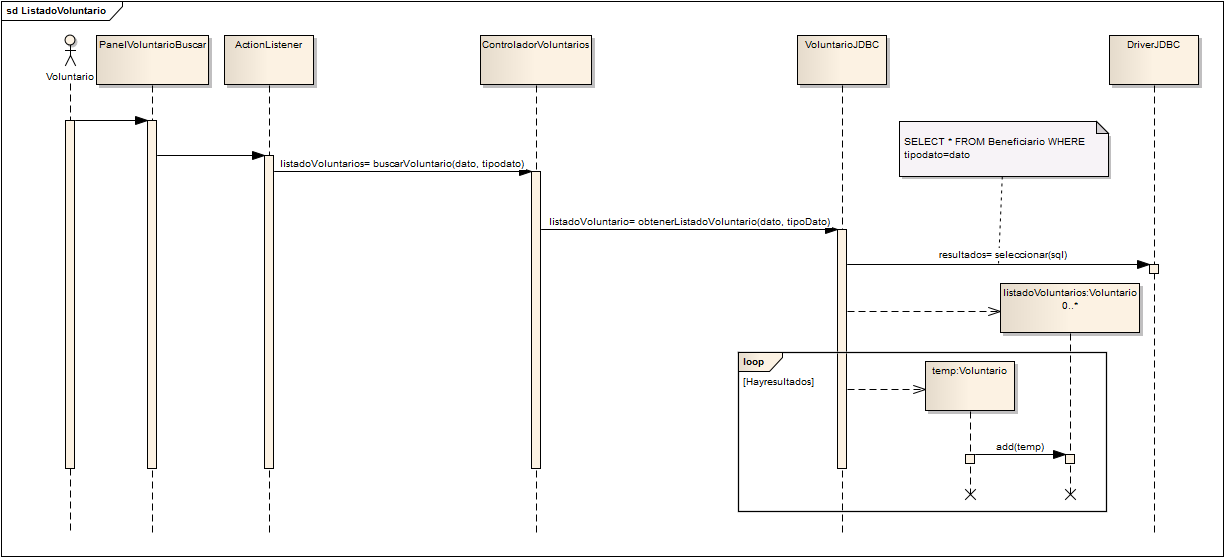 sd ListadoVoluntario
Voluntario
PanelVoluntarioBuscar
ActionListener
ControladorVoluntarios
VoluntarioJDBC
DriverJDBC
SELECT * FROM Beneficiario WHERE
tipodato=dato
listadoVoluntarios= buscarVoluntario(dato, tipodato)
listadoVoluntario= obtenerListadoVoluntario(dato, tipoDato)
resultados= seleccionar(sql)
listadoVoluntarios:Voluntario
0..*
loop
[Hayresultados]
temp:Voluntario
add(temp)